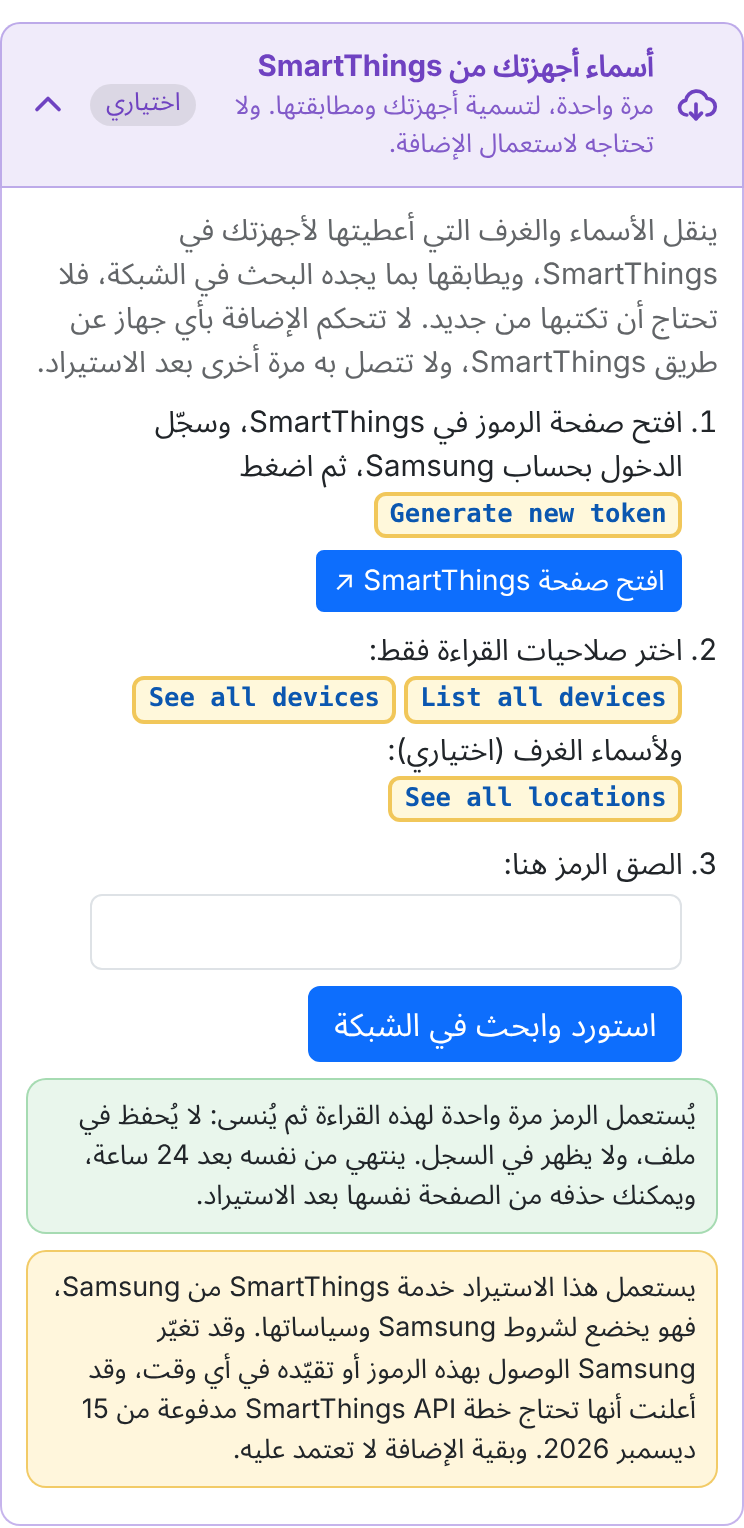 أسماء أجهزتك من SmartThings
مرة واحدة، لتسمية أجهزتك ومطابقتها. ولا
تحتاجه لاستعمال الإضافة.
اختياري
ينقل الأسماء والغرف التي أعطيتها لأجهزتك في
SmartThings، ويطابقها بما يجده البحث في الشبكة، فلا
تحتاج أن تكتبها من جديد. لا تتحكم الإضافة بأي جهاز عن
طريق SmartThings، ولا تتصل به مرة أخرى بعد الاستيراد.
1. افتح صفحة الرموز في SmartThings، وسجّل
الدخول بحساب Samsung، ثم اضغط
Generate new token
افتح صفحة SmartThings ↗
2. اختر صلاحيات القراءة فقط:
List all devices See all devices
ولأسماء الغرف (اختياري):
See all locations
3. الصق الرمز هنا:
استورد وابحث في الشبكة
يُستعمل الرمز مرة واحدة لهذه القراءة ثم يُنسى: لا يُحفظ في
ملف، ولا يظهر في السجل. ينتهي من نفسه بعد 24 ساعة،
ويمكنك حذفه من الصفحة نفسها بعد الاستيراد.
يستعمل هذا الاستيراد خدمة SmartThings من Samsung،
فهو يخضع لشروط Samsung وسياساتها. وقد تغيّر
Samsung الوصول بهذه الرموز أو تقيّده في أي وقت، وقد
أعلنت أنها تحتاج خطة SmartThings API مدفوعة من 15
ديسمبر 2026. وبقية الإضافة لا تعتمد عليه.